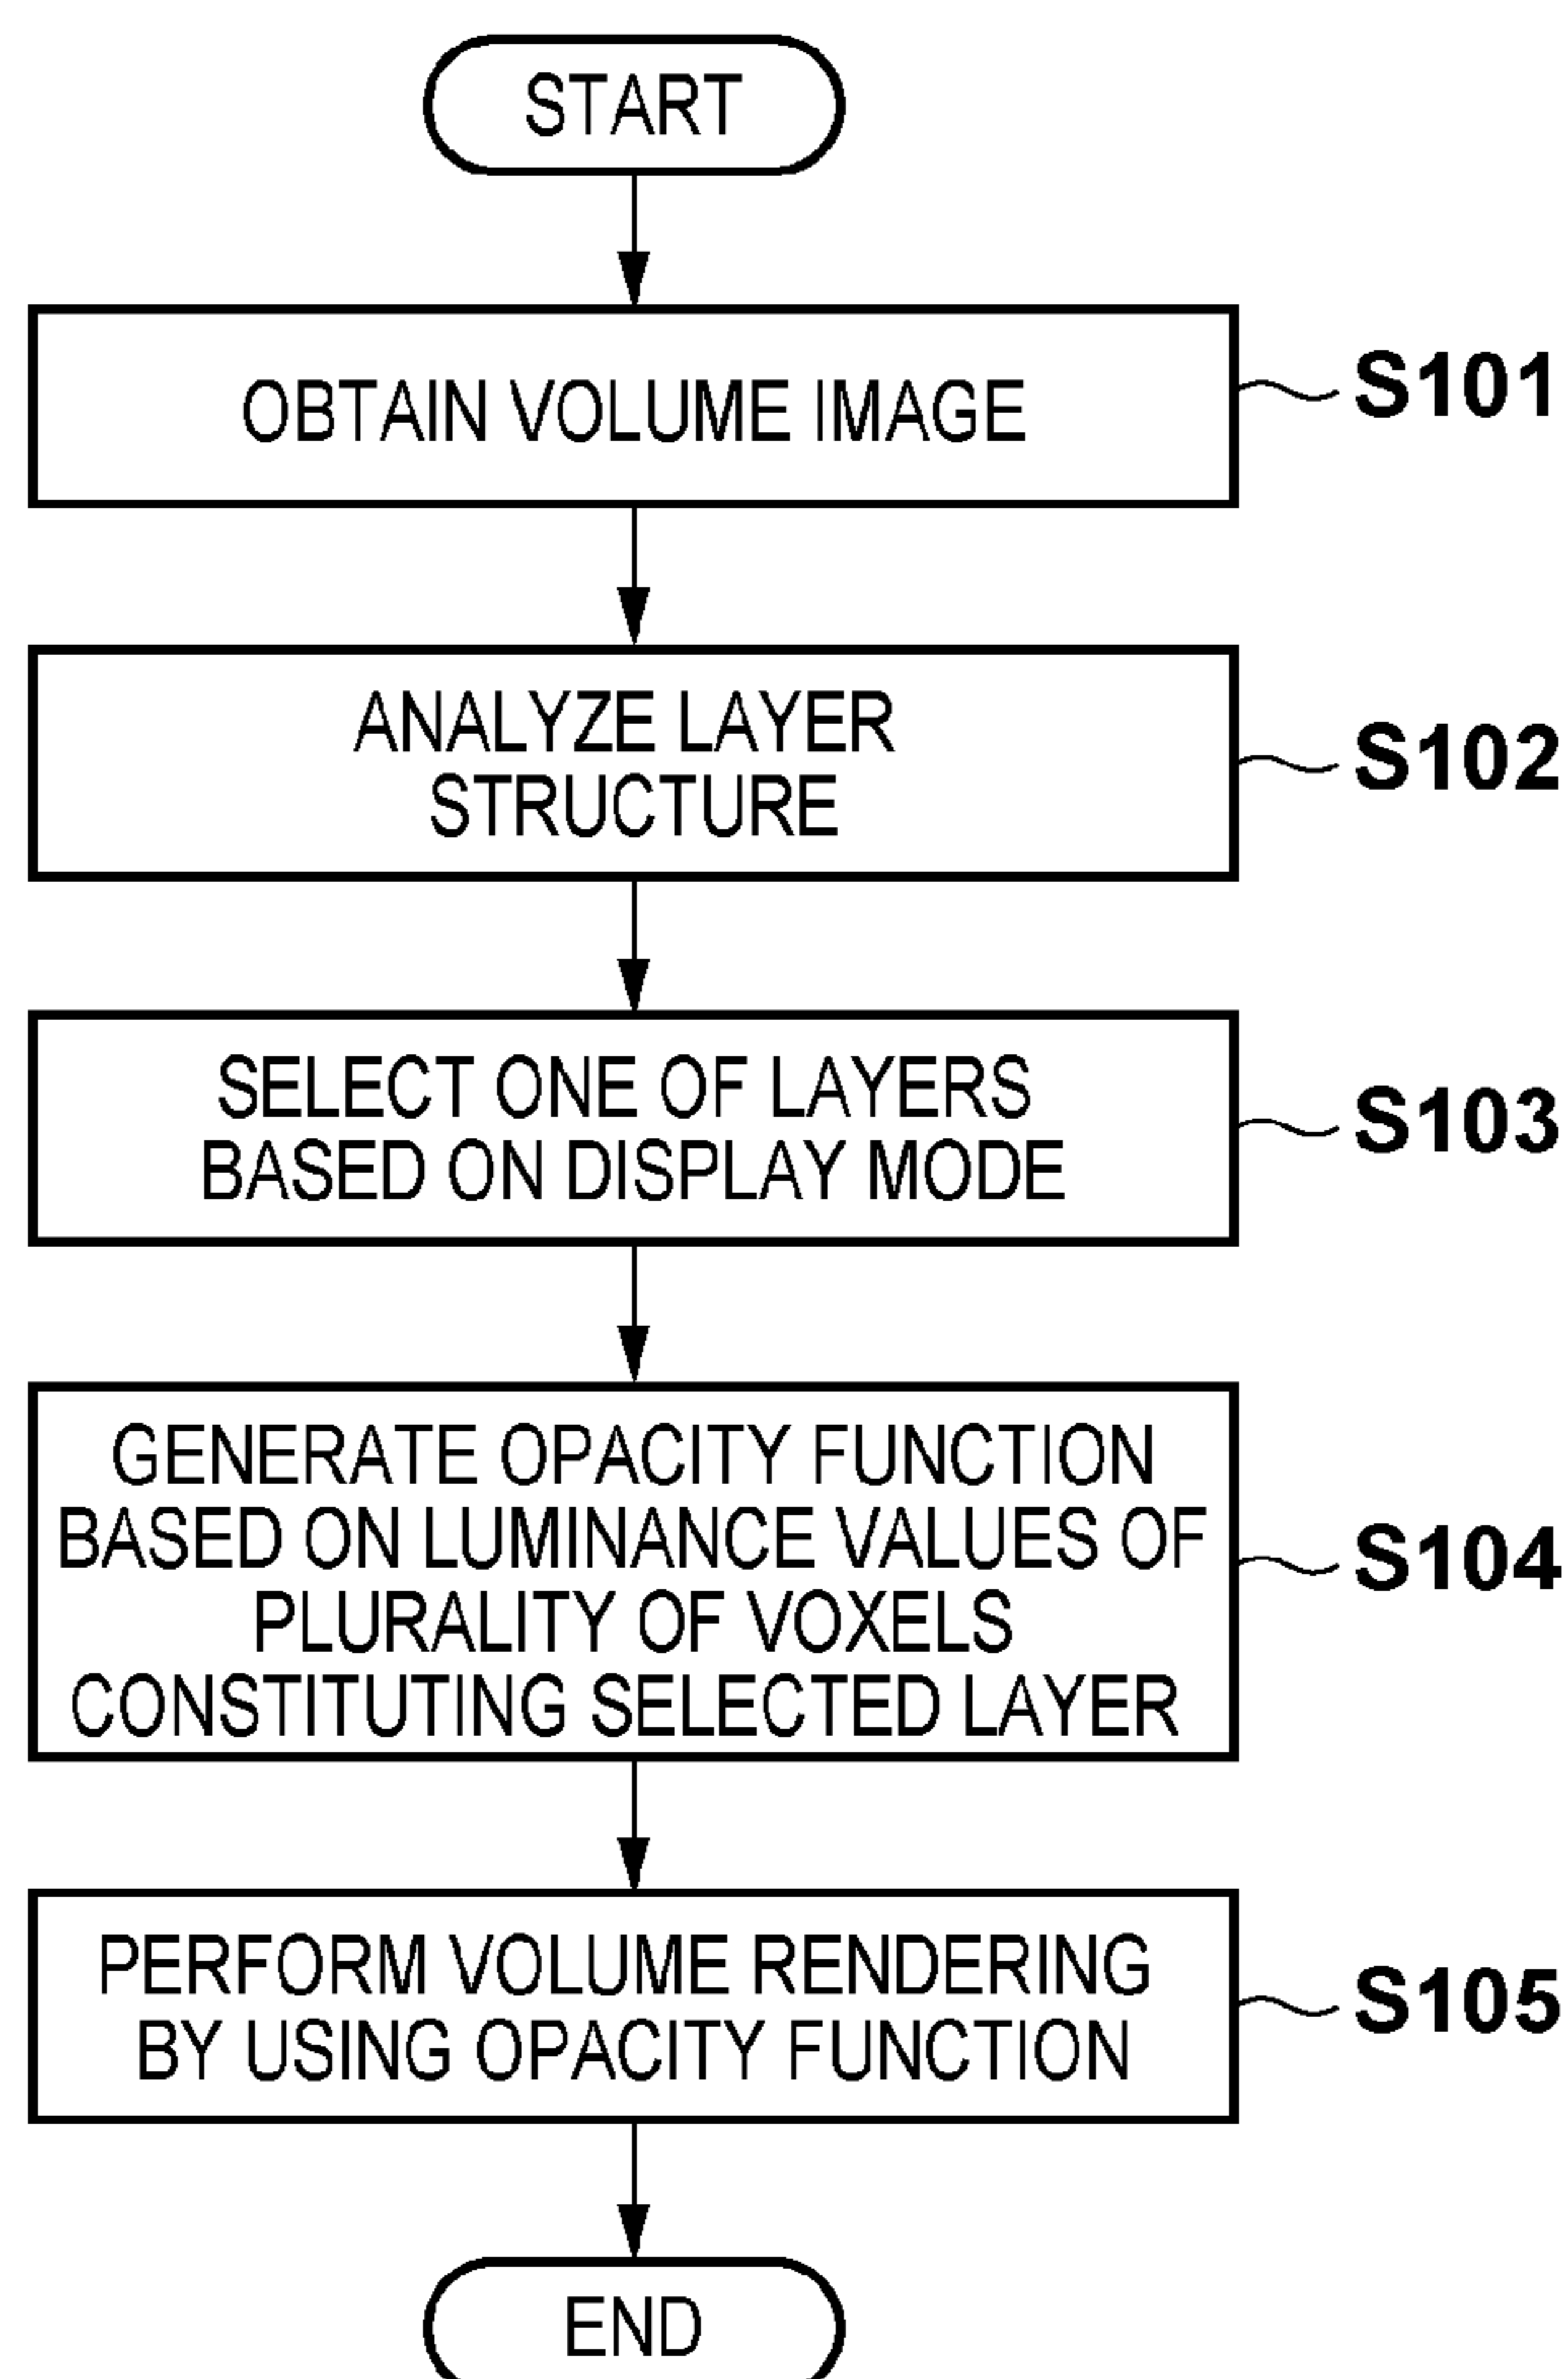 START
OBTAIN VOLUME IMAGE
S101
ANALYZE LAYER
STRUCTURE
S102
SELECT ONE OF LAYERS
BASED ON DISPLAY MODE
S103
GENERATE OPACITY FUNCTION
BASED ON LUMINANCE VALUES OF
PLURALITY OF VOXELS
CONSTITUTING SELECTED LAYER
S104
PERFORM VOLUME RENDERING
BY USING OPACITY FUNCTION
S105
END